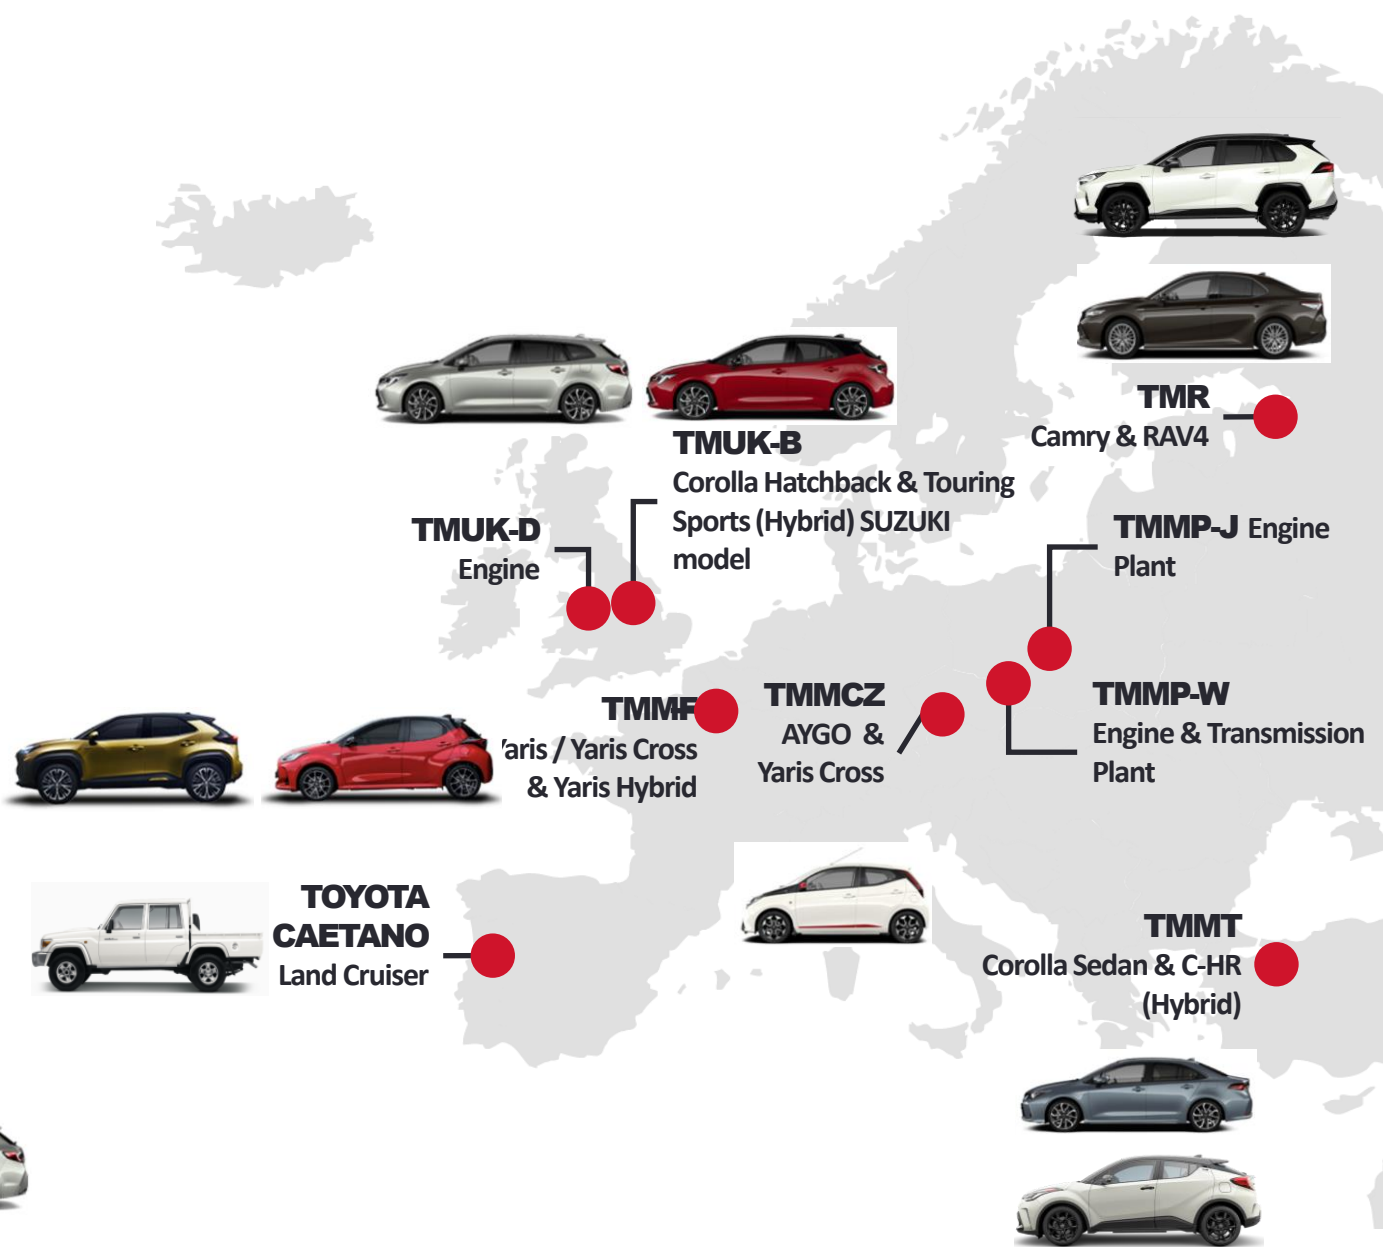 TMR
Camry & RAV4
TMUK-B
Corolla Hatchback & Touring
Sports (Hybrid) SUZUKI
model
TMUK-D
Engine
TMMP-J Engine
Plant
TMMF
Yaris / Yaris Cross
& Yaris Hybrid
TMMCZ
AYGO &
Yaris Cross
TMMP-W
Engine & Transmission
Plant
TOYOTA
CAETANO
Land Cruiser
TMMT
Corolla Sedan & C-HR
(Hybrid)